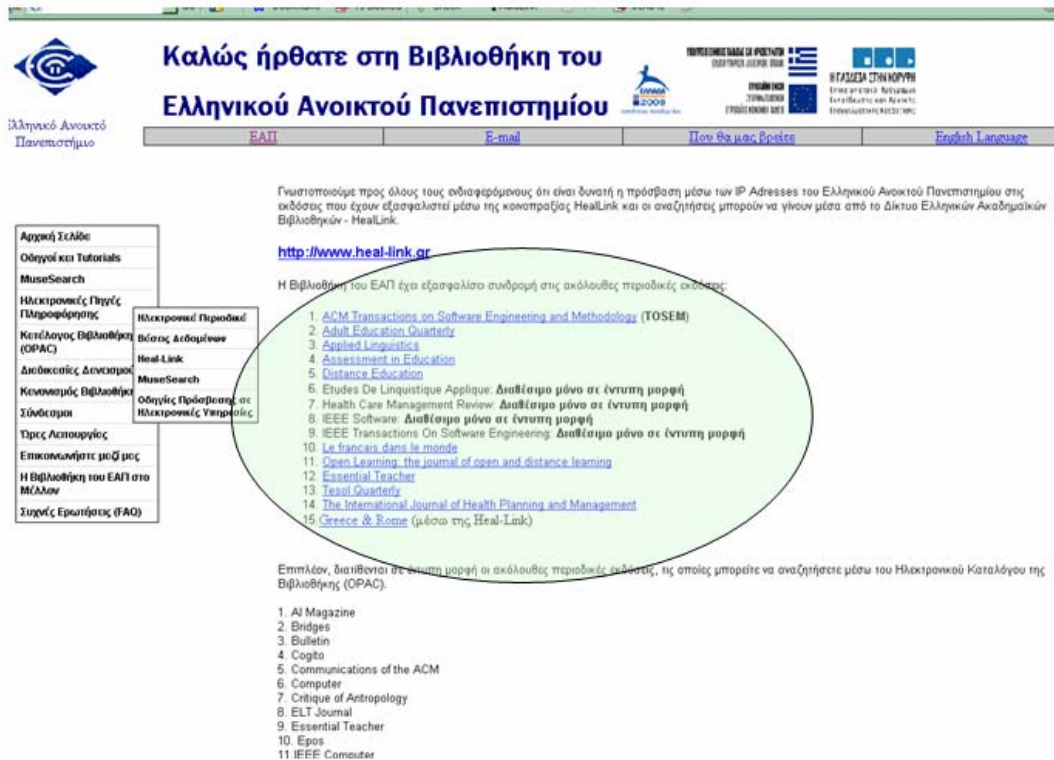 Καλώς ήρθατε στη Βιβλιοθήκη του
Ελληνικού Ανοικτού Πανεπιστημίου
Ελληνικό Ανοικτό
Πανεπιστήμιο
ΕΛΛΑΔΑ
2008
Η ΠΑΙΔΕΙΑ ΣΤΗΝ ΚΟΡΥΦΗ
ΕΑΠ
E-mail
Που θα μας βρείτε
English Language
Γνωστοποιούμε προς όλους τους ενδιαφερόμενους ότι είναι δυνατή η πρόσβαση μέσω των IP Adresses του Ελληνικού Ανοικτού Πανεπιστημίου στις
εκδόσεις που έχουν εξασφαλιστεί μέσω της κοινοπραξίας HealLink και οι αναζητήσεις μπορούν να γίνουν μέσα από το Δίκτυο Ελληνικών Ακαδημαϊκών
Βιβλιοθηκών - HealLink.
http://www.heal-link.gr
Αρχική Σελίδα
Οδηγοί και Tutorials
MuseSearch
Ηλεκτρονικές Πηγές
Πληροφόρησης
Κατάλογος Βιβλιοθήκη
(OPAC)
Διαδικασίες Δανεισμού
Κανονισμός Βιβλιοθήκη
Σύνδεσμοι
Ώρες Λειτουργίας
Επικοινωνήστε μαζί μας
Η Βιβλιοθήκη του ΕΑΠ στο
Μέλλον
Συχνές Ερωτήσεις (FAQ)
Ηλεκτρονικά Περιοδικά
Βάσεις Δεδομένων
Heal-Link
MuseSearch
Οδηγίες Πρόσβασης σε
Ηλεκτρονικές Υπηρεσίες
Η Βιβλιοθήκη του ΕΑΠ έχει εξασφαλίσει συνδρομή στις ακόλουθες περιοδικές εκδόσεις:
1. ACM Transactions on Software Engineering and Methodology (TOSEM)
2. Adult Education Quarterly
3. Applied Linguistics
4. Assessment in Education
5. Distance Education
6. Etudes De Linquistique Applique: Διαθέσιμο μόνο σε έντυπη μορφή
7. Health Care Management Review: Διαθέσιμο μόνο σε έντυπη μορφή
8. IEEE Software: Διαθέσιμο μόνο σε έντυπη μορφή
9. IEEE Transactions On Software Engineering: Διαθέσιμο μόνο σε έντυπη μορφή
10. Le francais dans le monde
11. Open Learning: the journal of open and distance learning
12. Essential Teacher
13. Tesol Quarterly
14. The International Journal of Health Planning and Management
15. Greece & Rome (μέσω της Heal-Link)
Επιπλέον, διατίθενται σε έντυπη μορφή οι ακόλουθες περιοδικές εκδόσεις, τις οποίες μπορείτε να αναζητήσετε μέσω του Ηλεκτρονικού Καταλόγου της
Βιβλιοθήκης (OPAC).
1. AI Magazine
2. Bridges
3. Bulletin
4. Cogito
5. Communications of the ACM
6. Computer
7. Critique of Antropology
8. ELT Journal
9. Essential Teacher
10. Epos
11.IEEE Computer